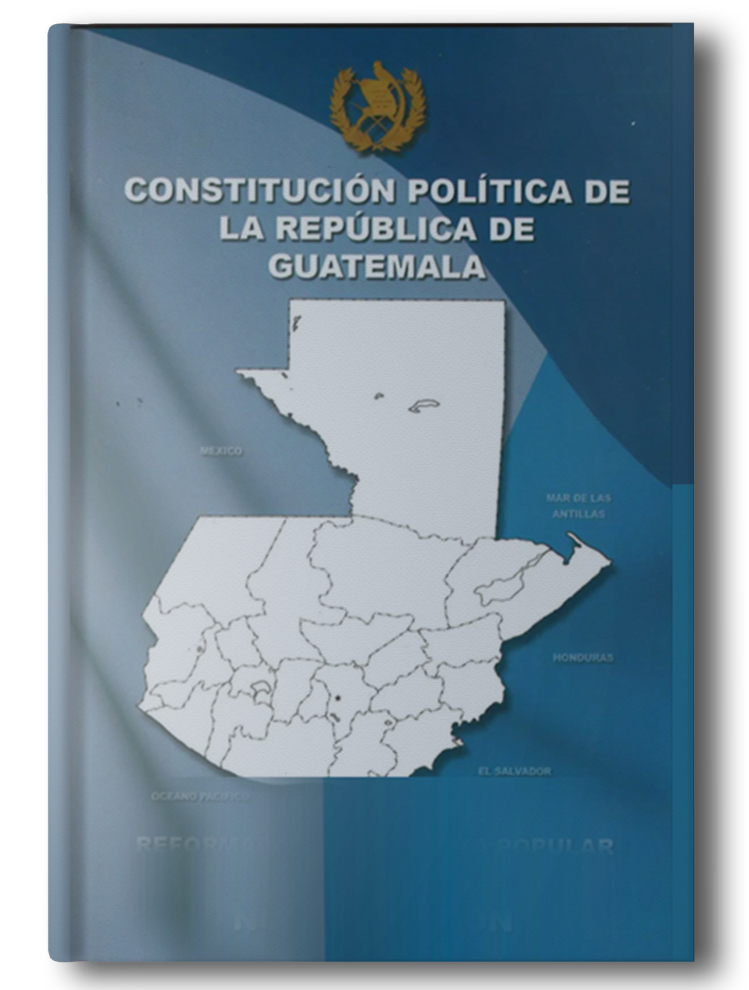 CONSTITUCIÓN POLÍTICA DE
LA REPÚBLICA DE
GUATEMALA
MEXICO
MAR DE LAS
ANTILLAS
HONDURAS
EL SALVADOR
OCEANO PACIFICO
POPULAR